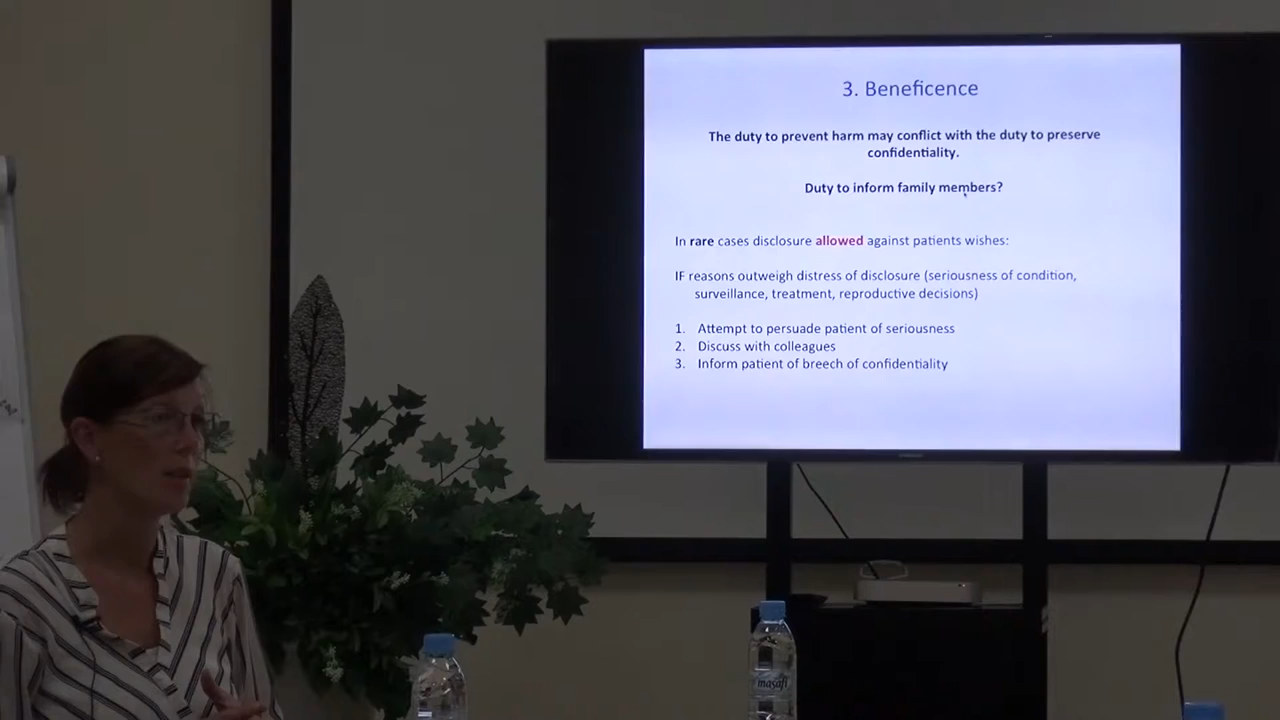 3. Beneficence
The duty to prevent harm may conflict with the duty to preserve
confidentiality.
Duty to inform family members?
In rare cases disclosure allowed against patients wishes:
IF reasons outweigh distress of disclosure (seriousness of condition,
surveillance, treatment, reproductive decisions)
1. Attempt to persuade patient of seriousness
2. Discuss with colleagues
3. Inform patient of breech of confidentiality
masafi